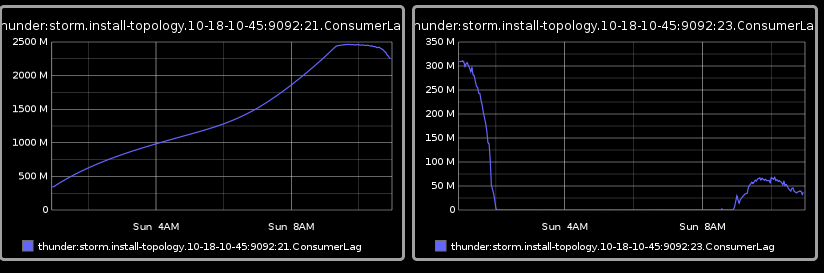 thunder:storm.install-topology.10-18-10-45:9092:21.ConsumerLag
2500 M
2000 M
1500 M
1000 M
500 M
0
Sun 4AM
Sun 8AM
thunder:storm.install-topology.10-18-10-45:9092:21.ConsumerLag
hunder:storm.install-topology.10-18-10-45:9092:23.ConsumerLag
350 M
300 M
250 M
200 M
150 M
100 M
50 M
0
Sun 4AM
Sun 8AM
thunder:storm.install-topology.10-18-10-45:9092:23.ConsumerLag